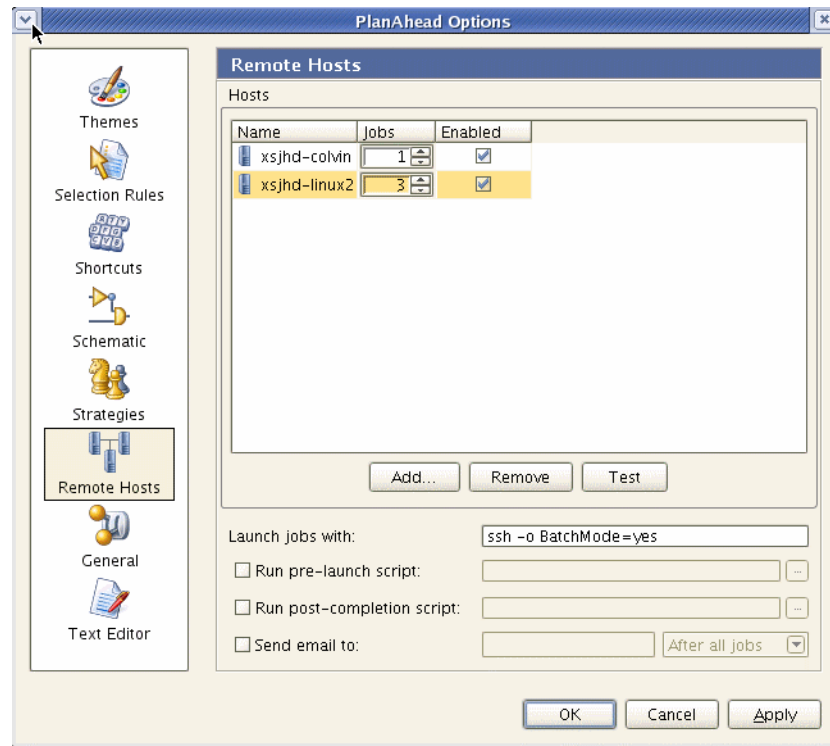 PlanAhead Options
Themes
Selection Rules
Shortcuts
Schematic
Strategies
Remote Hosts
General
Text Editor
Remote Hosts
Hosts
Name Jobs Enabled
xsjhd-colvin 1
xsjhd-linux2 3
Add... Remove Test
Launch jobs with: ssh -o BatchMode=yes
Run pre-launch script: ...
Run post-completion script: ...
Send email to: After all jobs
OK Cancel Apply